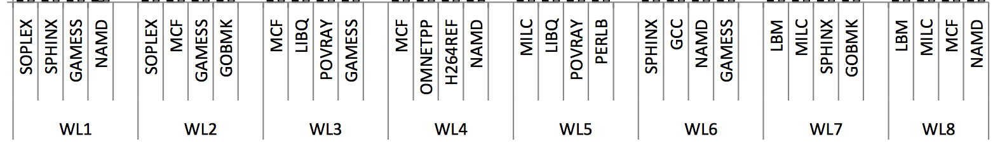 SOPLEX SPHINX GAMESS NAMD SOPLEX MCF GAMESS GOBMK MCF LIBQ POVRAY GAMESS MCF OMNETPP H264REF NAMD MILC LIBQ POVRAY PERLB SPHINX GCC NAMD GAMESS LBM MILC SPHINX GOBMK LBM MILC MCF NAMD
WL1 WL2 WL3 WL4 WL5 WL6 WL7 WL8